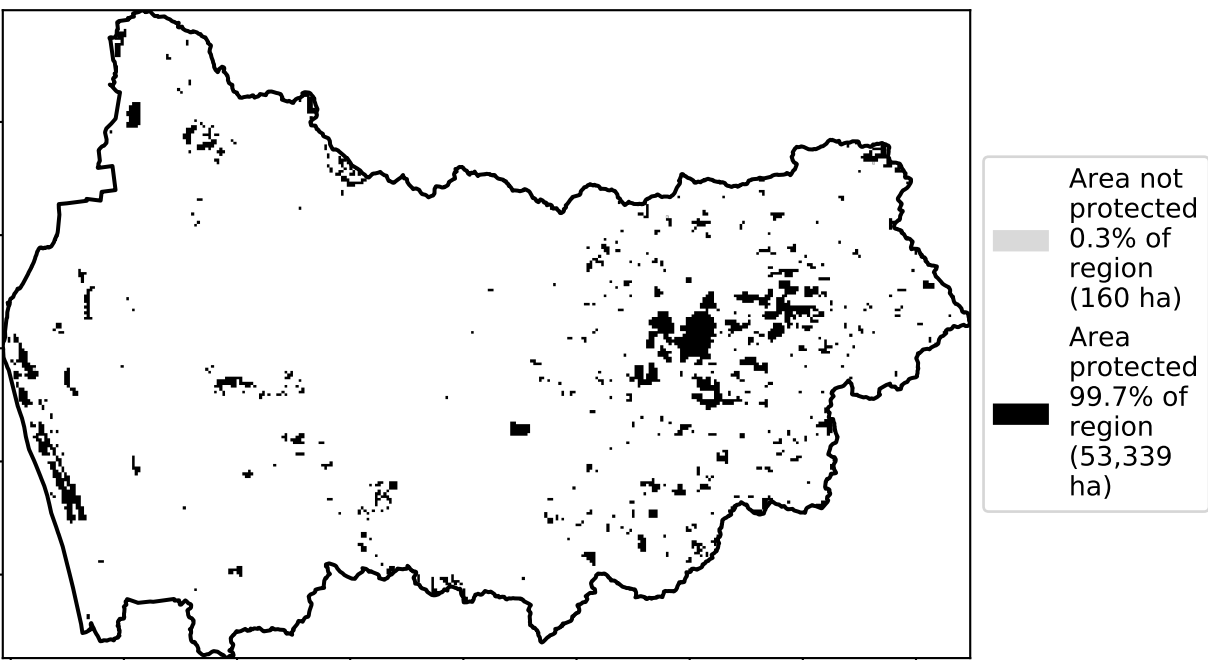 Area not
protected
0.3% of
region
(160 ha)
Area
protected
99.7% of
region
(53,339
ha)